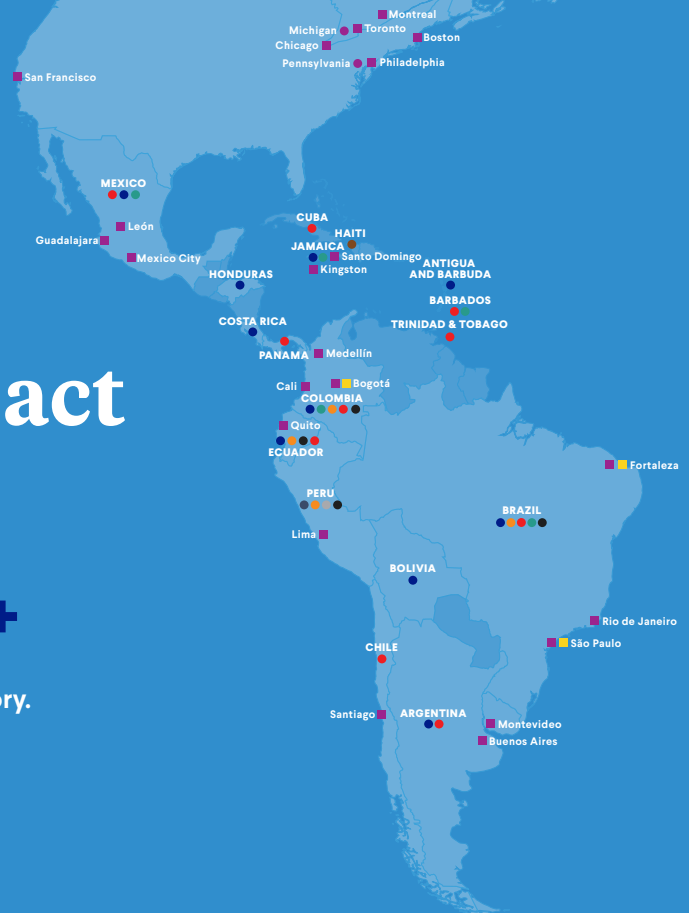 Montreal
Michigan
Toronto
Boston
Chicago
Pennsylvania
Philadelphia
San Francisco
MEXICO
León
Guadalajara
Mexico City
CUBA
HAITI
JAMAICA
Santo Domingo
Kingston
ANTIGUA
AND BARBUDA
HONDURAS
BARBADOS
COSTA RICA
TRINIDAD & TOBAGO
PANAMA
Medellín
Cali
Bogotá
COLOMBIA
act
Quito
ECUADOR
Fortaleza
PERU
BRAZIL
Lima
BOLIVIA
+
Rio de Janeiro
São Paulo
CHILE
ory.
Santiago
ARGENTINA
Montevideo
Buenos Aires